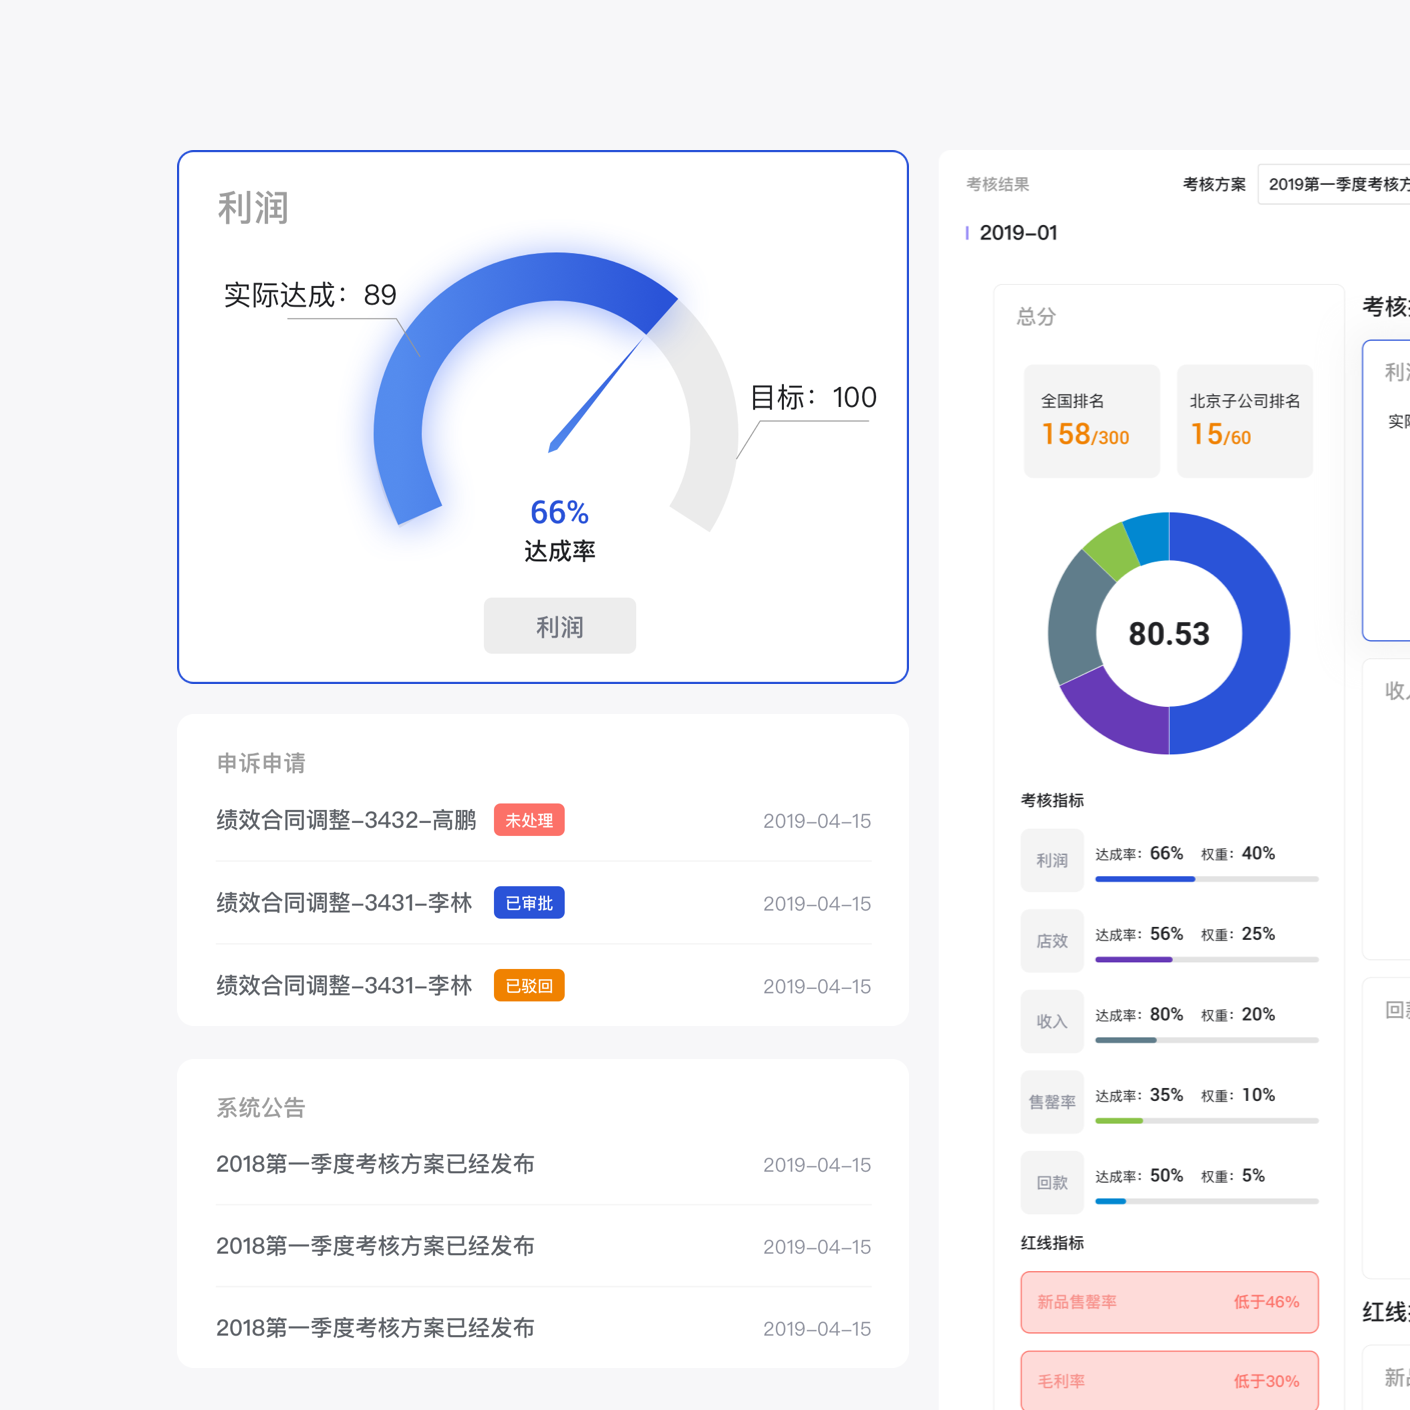 利润
实际达成：89
目标：100
66%
达成率
利润
申诉申请
绩效合同调整-3432-高鹏 未处理 2019-04-15
绩效合同调整-3431-李林 已审批 2019-04-15
绩效合同调整-3431-李林 已驳回 2019-04-15
系统公告
2018第一季度考核方案已经发布 2019-04-15
2018第一季度考核方案已经发布 2019-04-15
2018第一季度考核方案已经发布 2019-04-15
考核结果 考核方案 2019第一季度考核方
2019-01
总分
全国排名
158/300
北京子公司排名
15/60
80.53
考核指标
利润 达成率：66% 权重：40%
店效 达成率：56% 权重：25%
收入 达成率：80% 权重：20%
售罄率 达成率：35% 权重：10%
回款 达成率：50% 权重：5%
红线指标
新品售罄率 低于46%
毛利率 低于30%
考核
利
实
收
回
红线
新